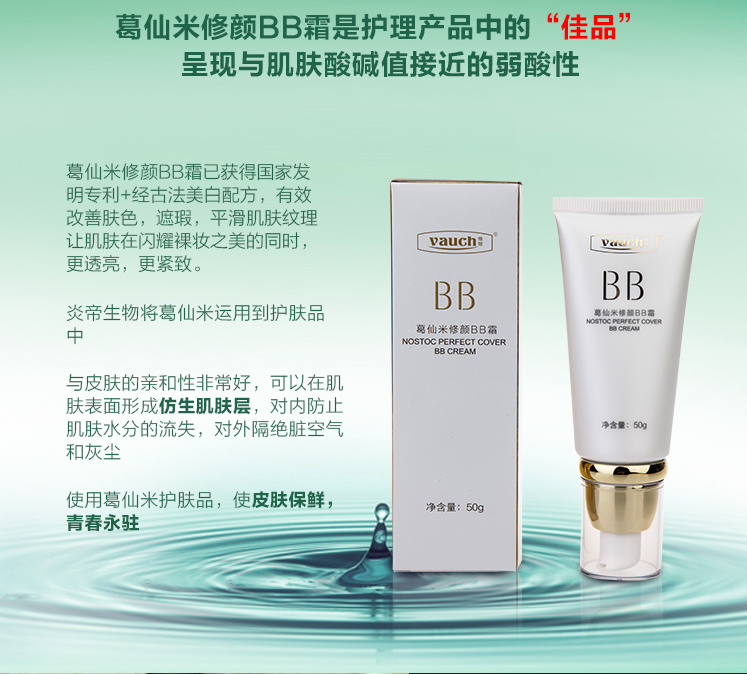 葛仙米修颜BB霜是护理产品中的“佳品”
呈现与肌肤酸碱值接近的弱酸性
葛仙米修颜BB霜已获得国家发
明专利+经古法美白配方，有效
改善肤色，遮瑕，平滑肌肤纹理
让肌肤在闪耀裸妆之美的同时，
更透亮，更紧致。
炎帝生物将葛仙米运用到护肤品
中
与皮肤的亲和性非常好，可以在肌
肤表面形成仿生肌肤层，对内防止
肌肤水分的流失，对外隔绝脏空气
和灰尘
使用葛仙米护肤品，使皮肤保鲜，
青春永驻
vauch
®
BB
葛仙米修颜BB霜
NOSTOC PERFECT COVER
BB CREAM
净含量：50g
vauch
BB
葛仙米修颜BB霜
NOSTOC PERFECT COVER
BB CREAM
净含量：50g